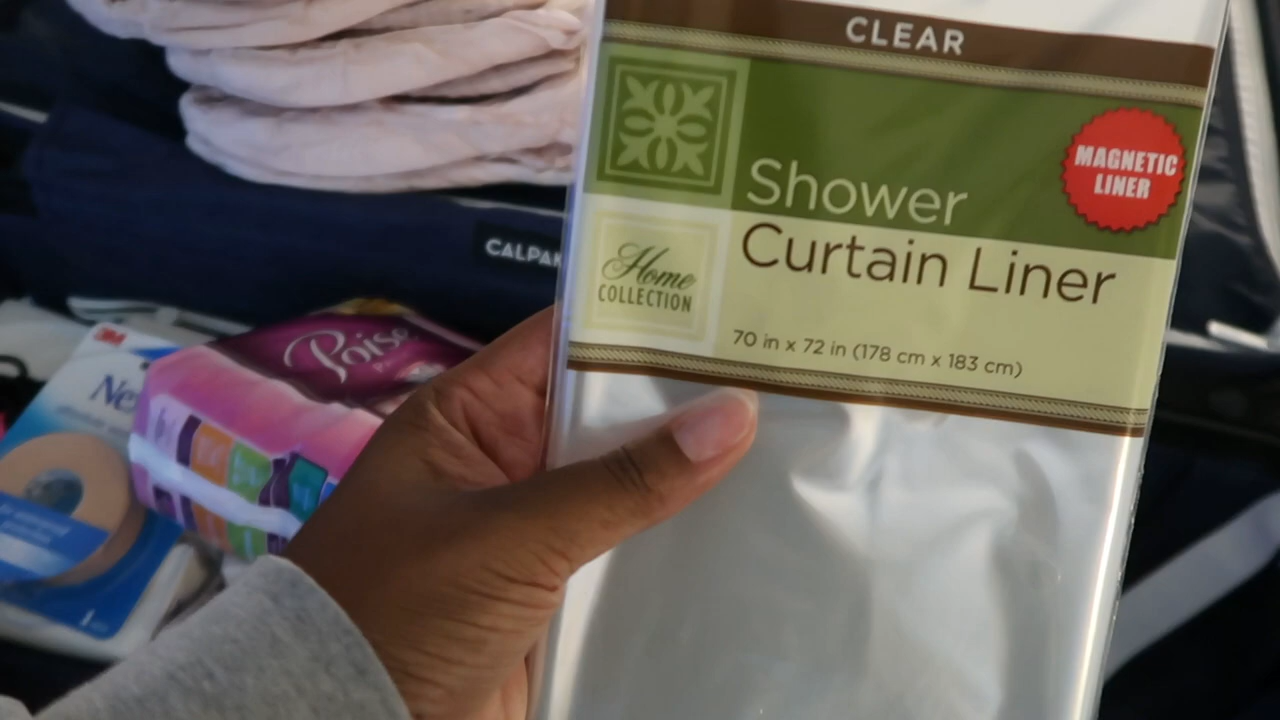 CLEAR
MAGNETIC
LINER
Shower
Curtain Liner
Home
COLLECTION
70 in x 72 in (178 cm x 183 cm)
CALPAK
3M
Poise